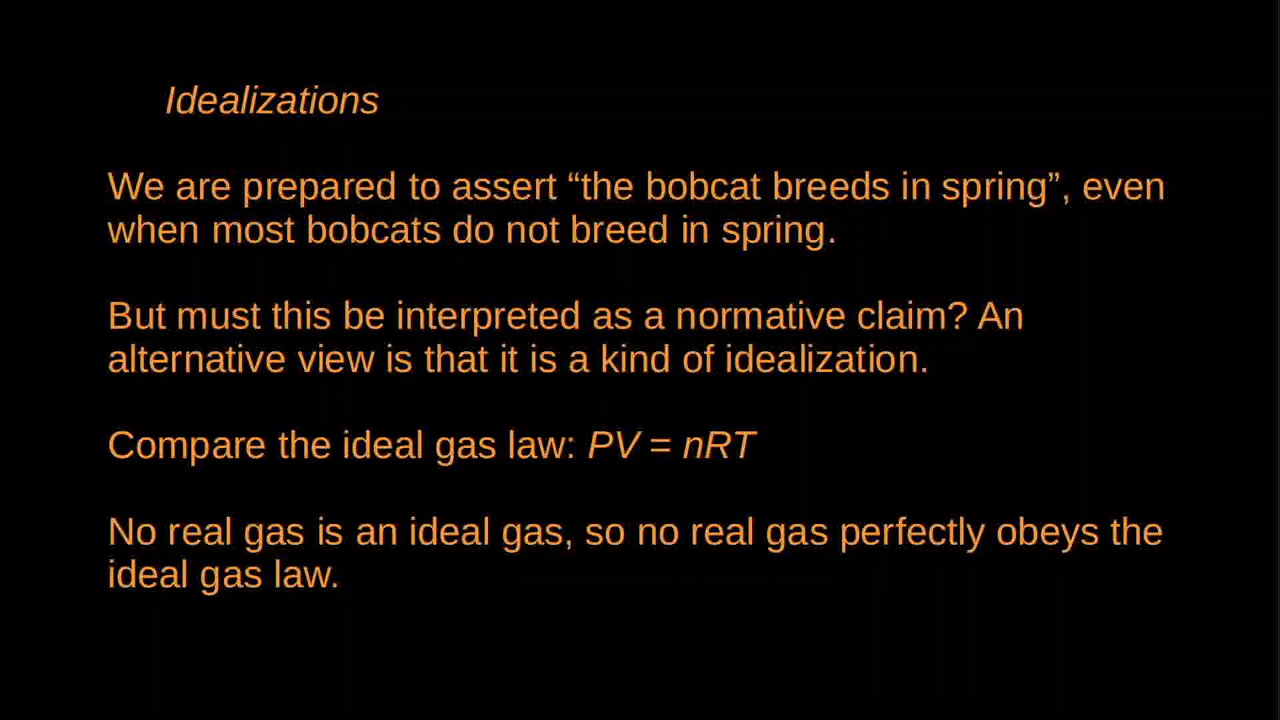 Idealizations
We are prepared to assert “the bobcat breeds in spring”, even
when most bobcats do not breed in spring.
But must this be interpreted as a normative claim? An
alternative view is that it is a kind of idealization.
Compare the ideal gas law: PV = nRT
No real gas is an ideal gas, so no real gas perfectly obeys the
ideal gas law.